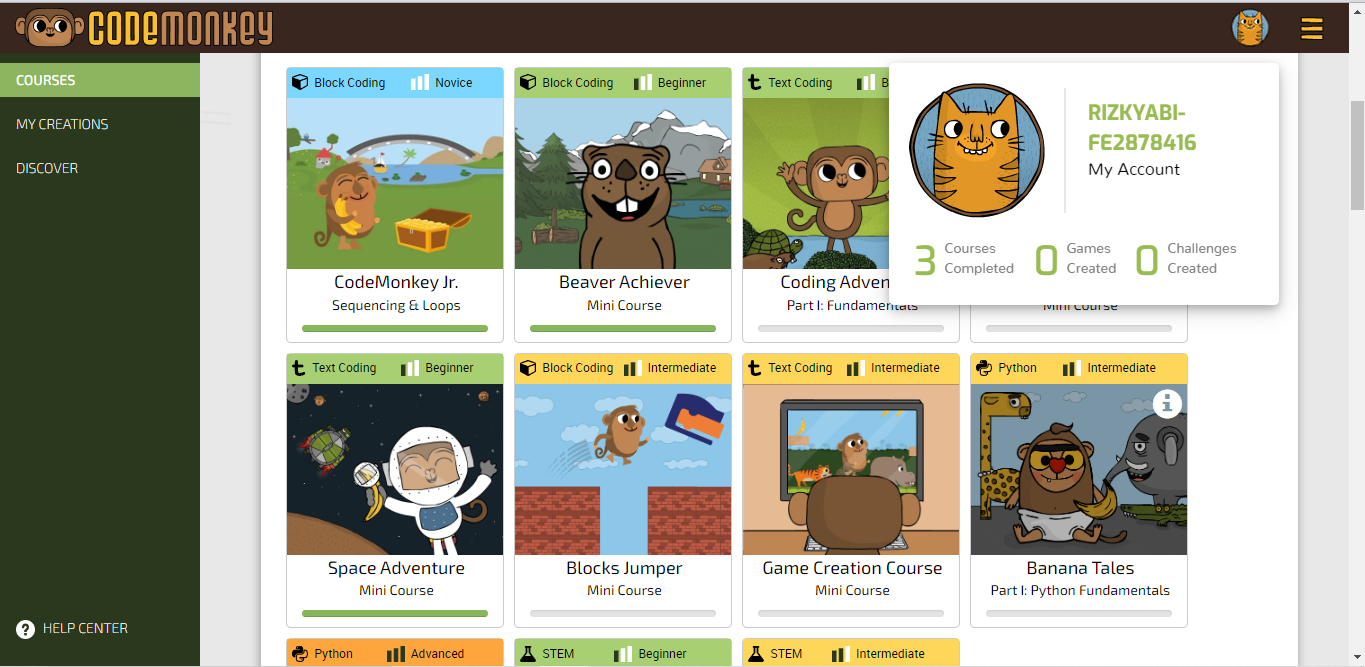 CODEMONKEY
COURSES
MY CREATIONS
DISCOVER
HELP CENTER
Block Coding Novice
CodeMonkey Jr.
Sequencing & Loops
Block Coding Beginner
Beaver Achiever
Mini Course
Text Coding B
Coding Adven
Part I: Fundamentals
Mini Course
RIZKYABI-
FE2878416
My Account
3 Courses
Completed
0 Games
Created
0 Challenges
Created
Text Coding Beginner
Space Adventure
Mini Course
Block Coding Intermediate
Blocks Jumper
Mini Course
Text Coding Intermediate
Game Creation Course
Mini Course
Python Intermediate
Banana Tales
Part I: Python Fundamentals
Python Advanced
STEM Beginner
STEM Intermediate